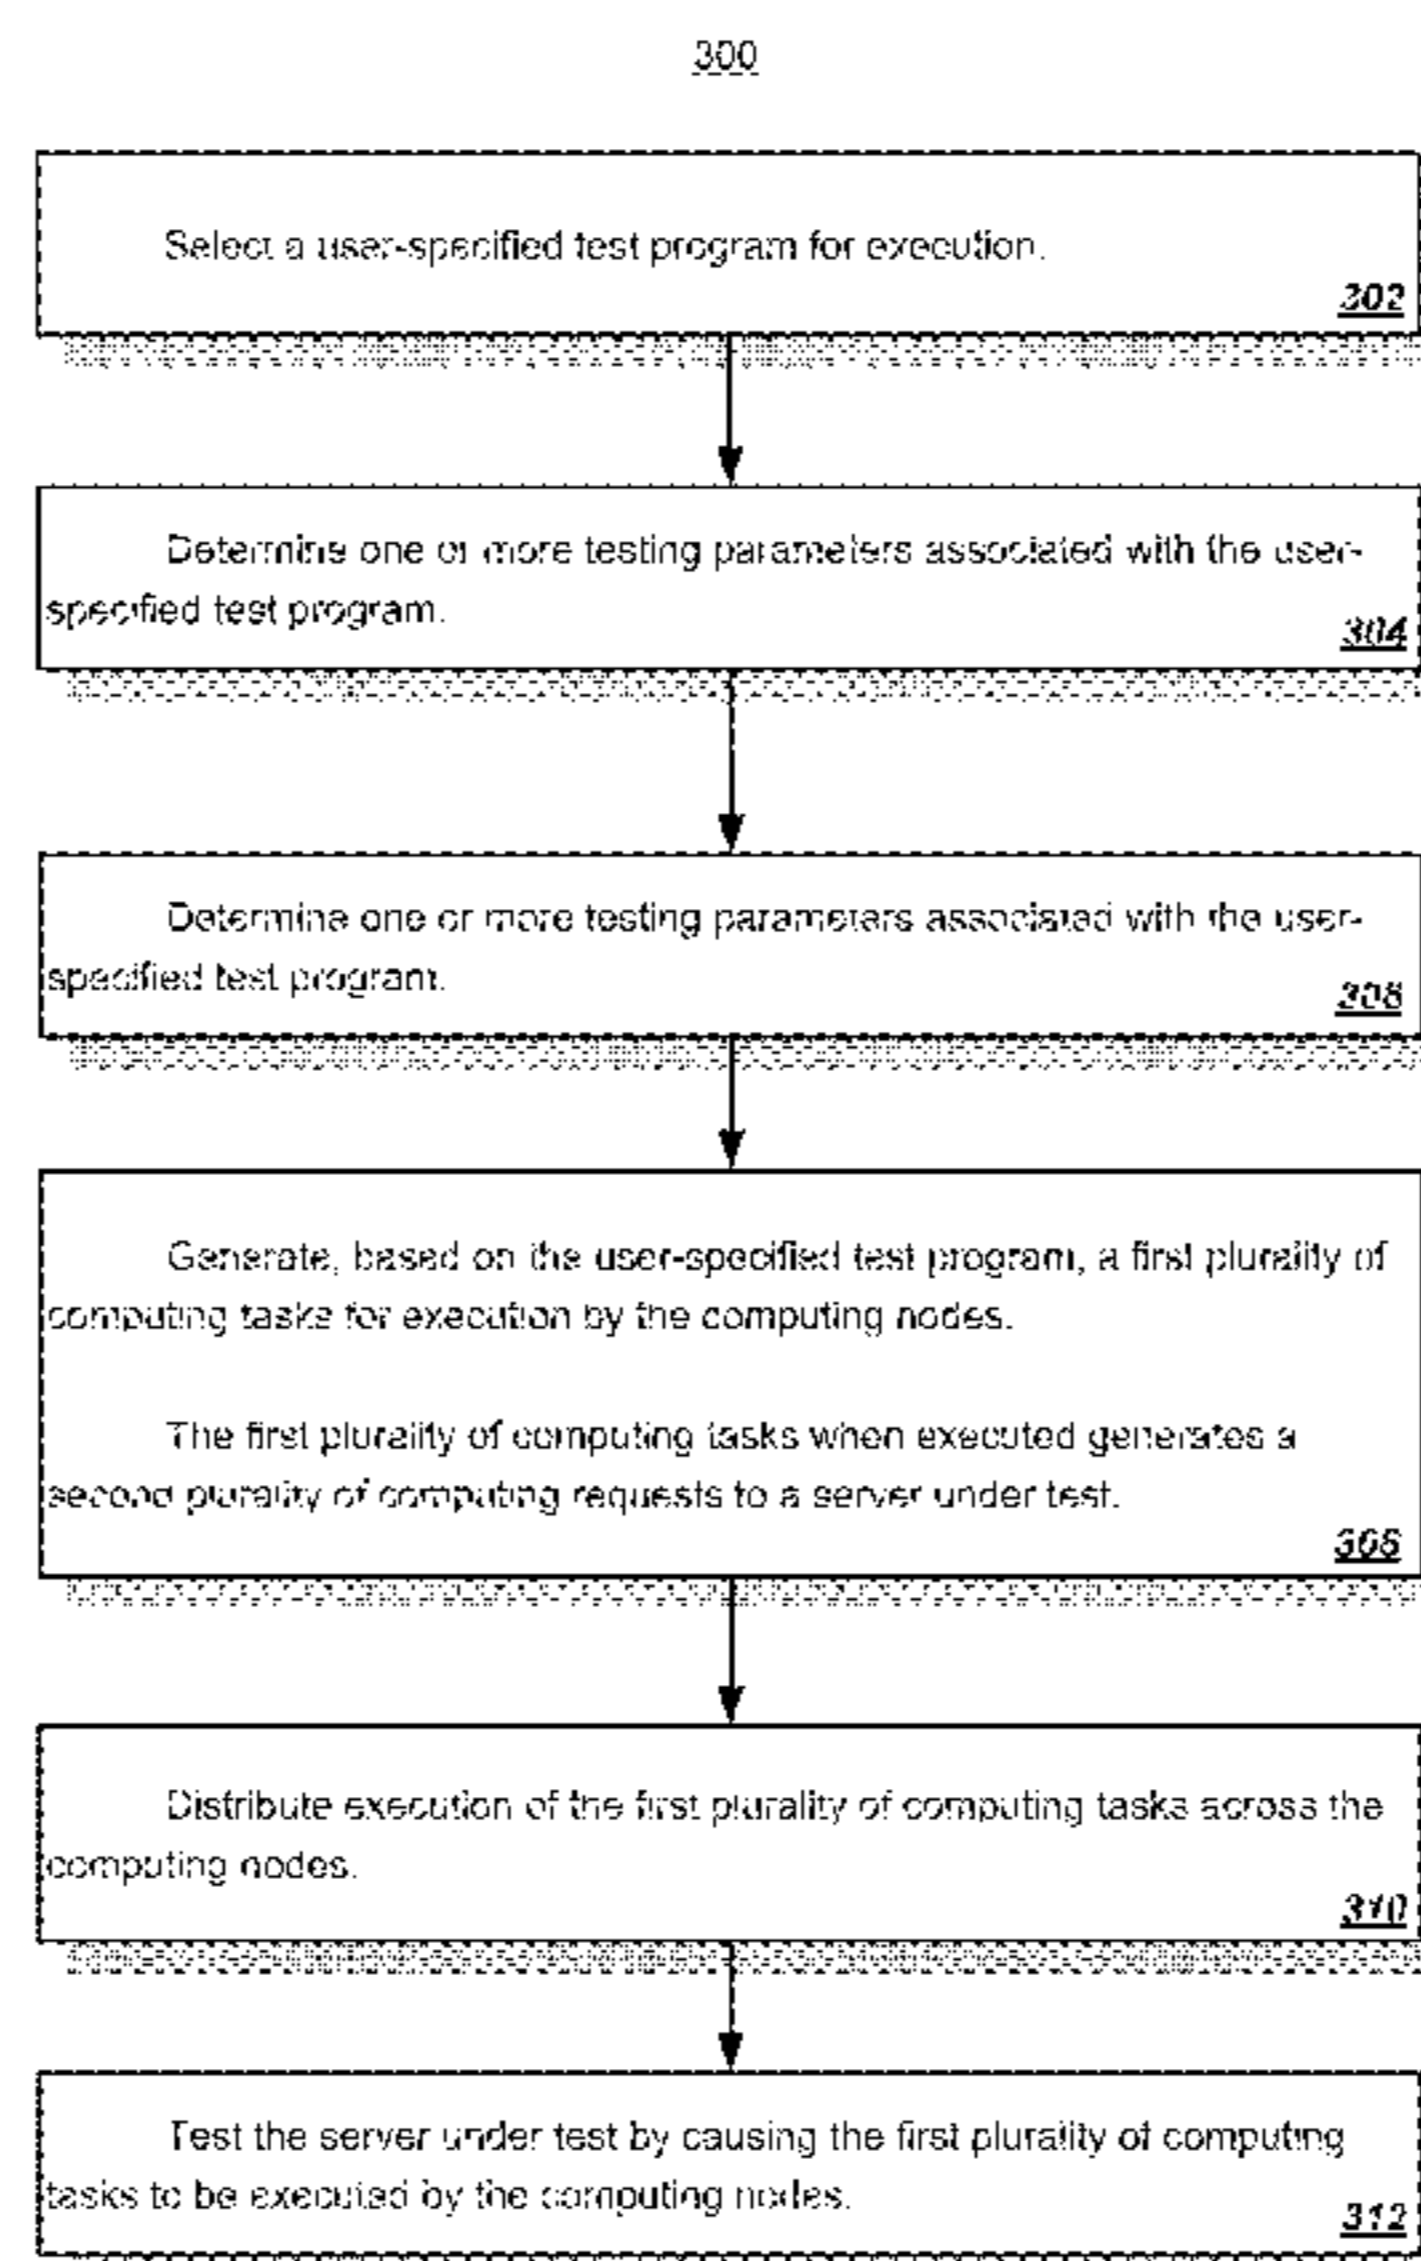 300
Select a user-specified test program for execution.
302
Determine one or more testing parameters associated with the user-
specified test program.
304
Determine one or more testing parameters associated with the user-
specified test program.
306
Generate, based on the user-specified test program, a first plurality of
computing tasks for execution by the computing nodes.
The first plurality of computing tasks when executed generates a
second plurality of computing requests to a server under test.
308
Distribute execution of the first plurality of computing tasks across the
computing nodes.
310
Test the server under test by causing the first plurality of computing
tasks to be executed by the computing nodes.
312